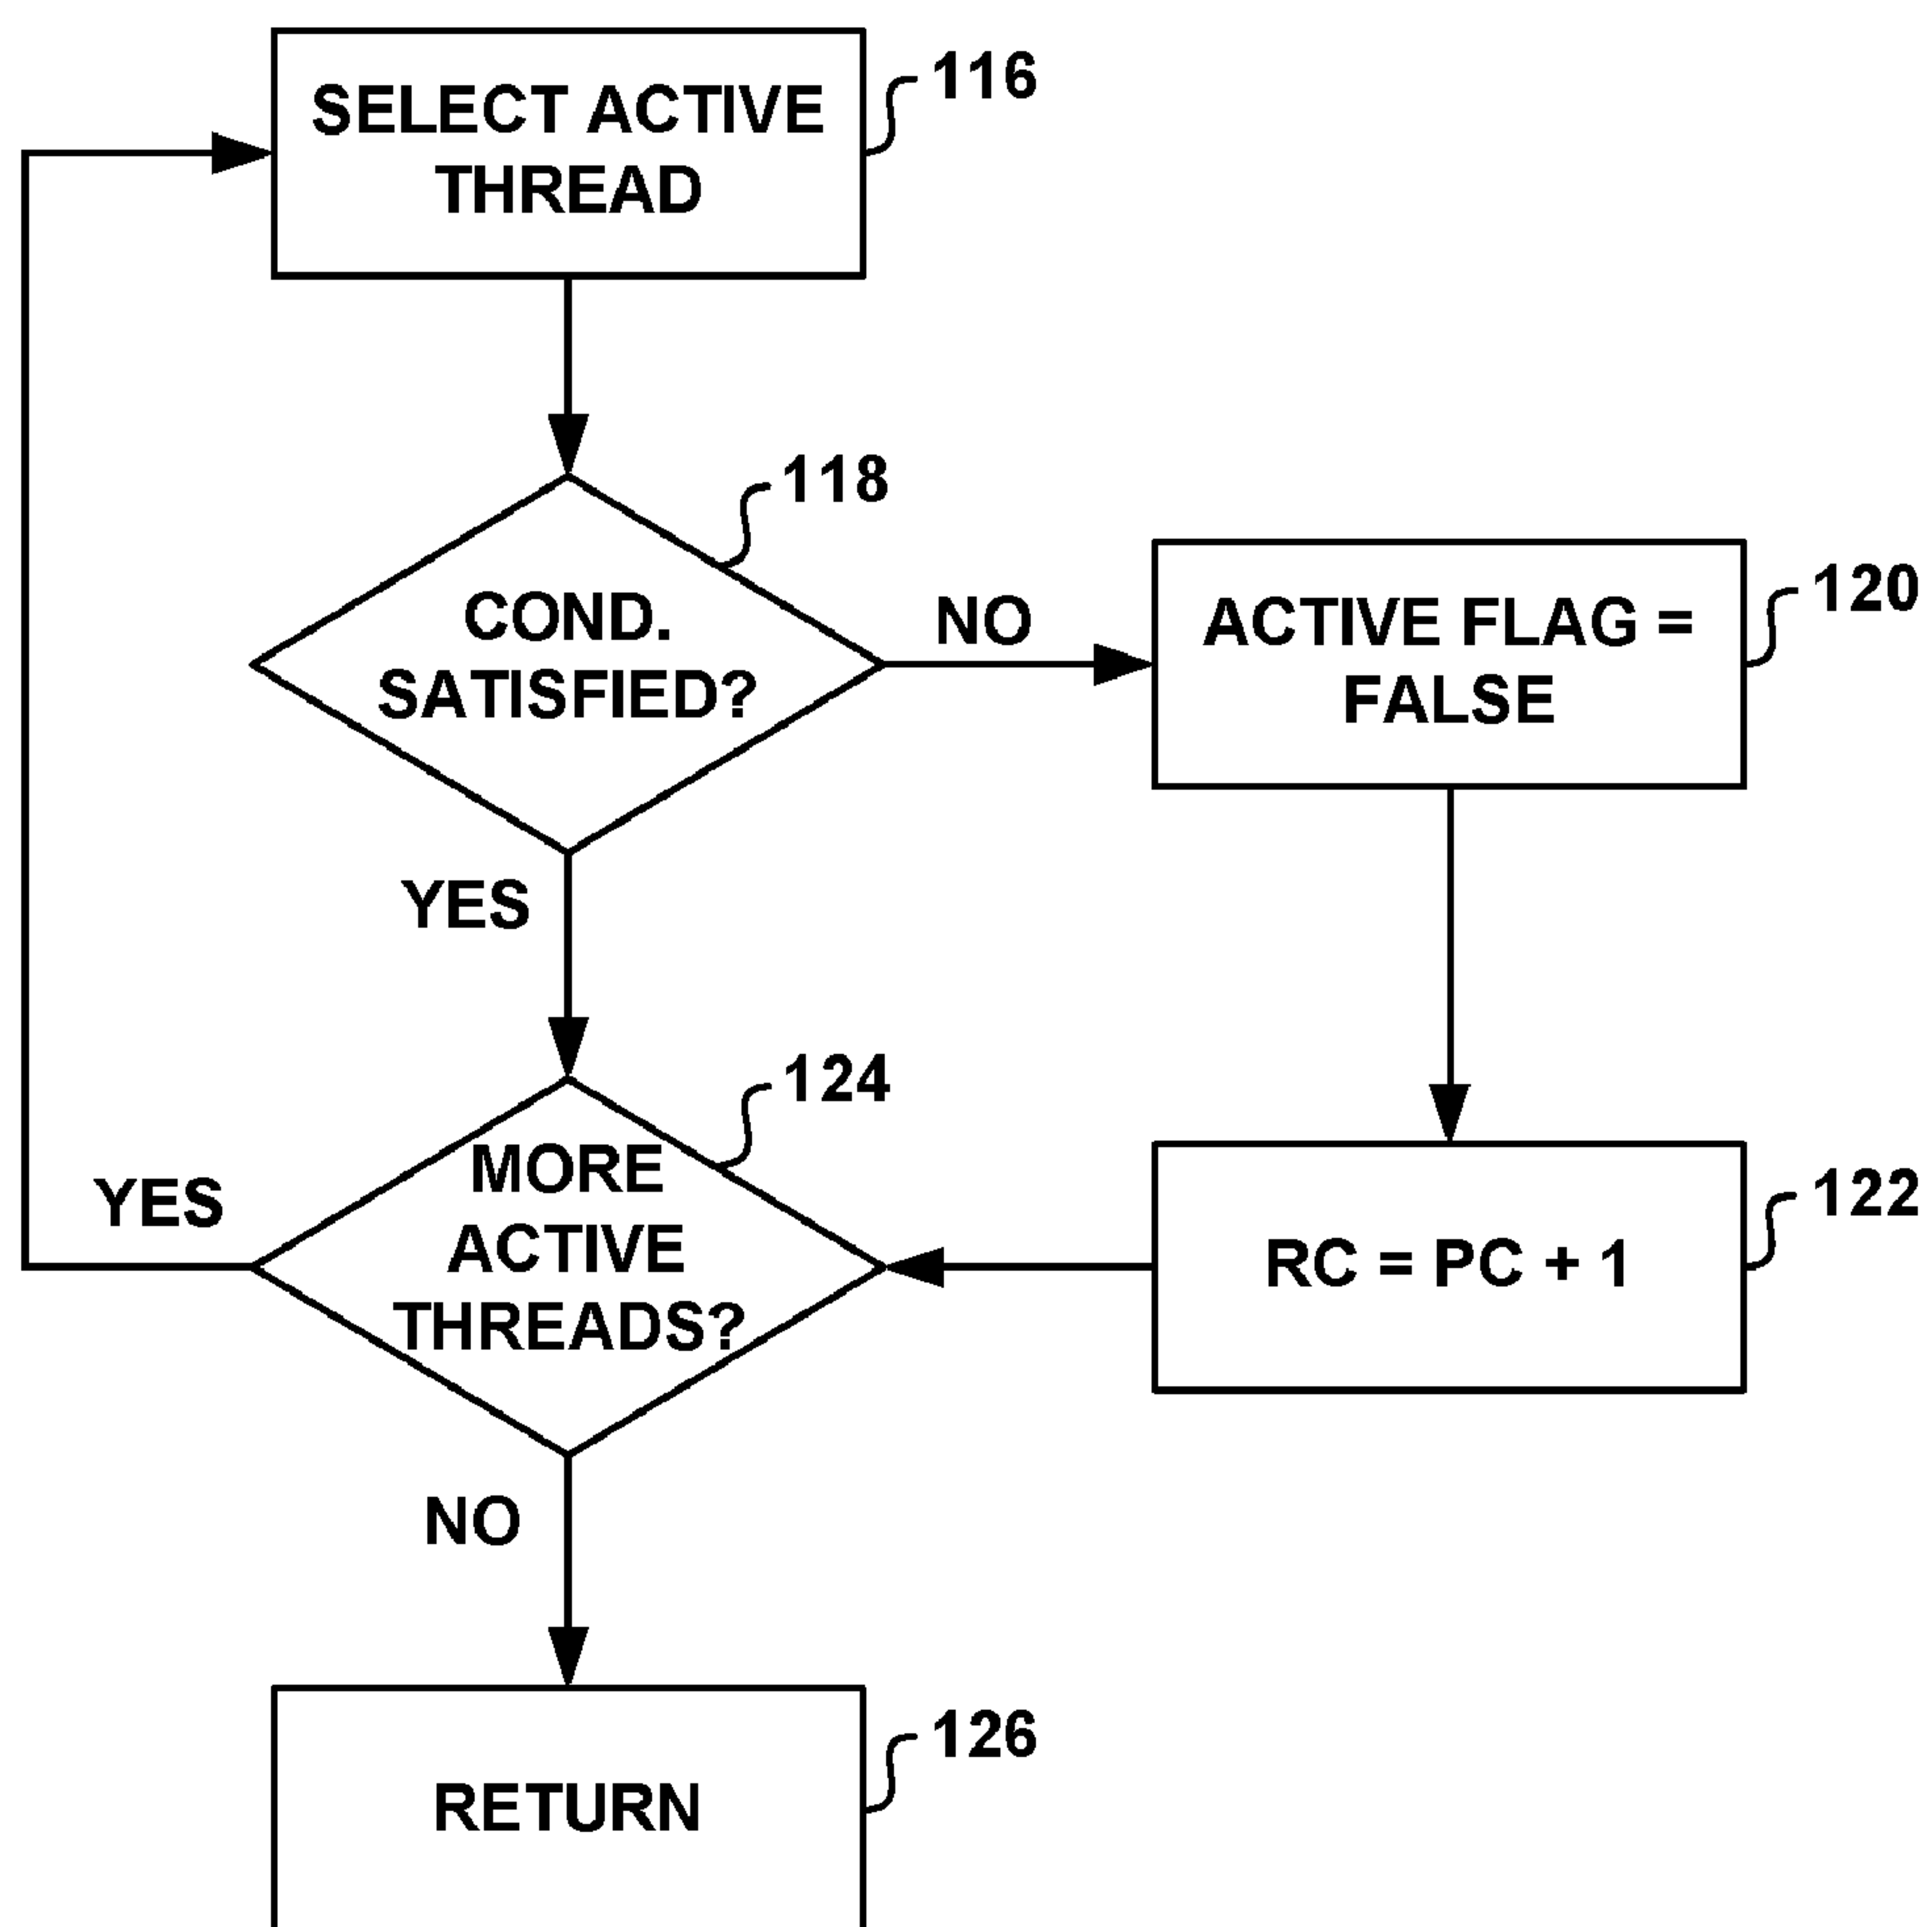 SELECT ACTIVE
THREAD
116
118
COND.
SATISFIED?
NO
ACTIVE FLAG =
FALSE
120
YES
124
MORE
ACTIVE
THREADS?
YES
RC = PC + 1
122
NO
126
RETURN